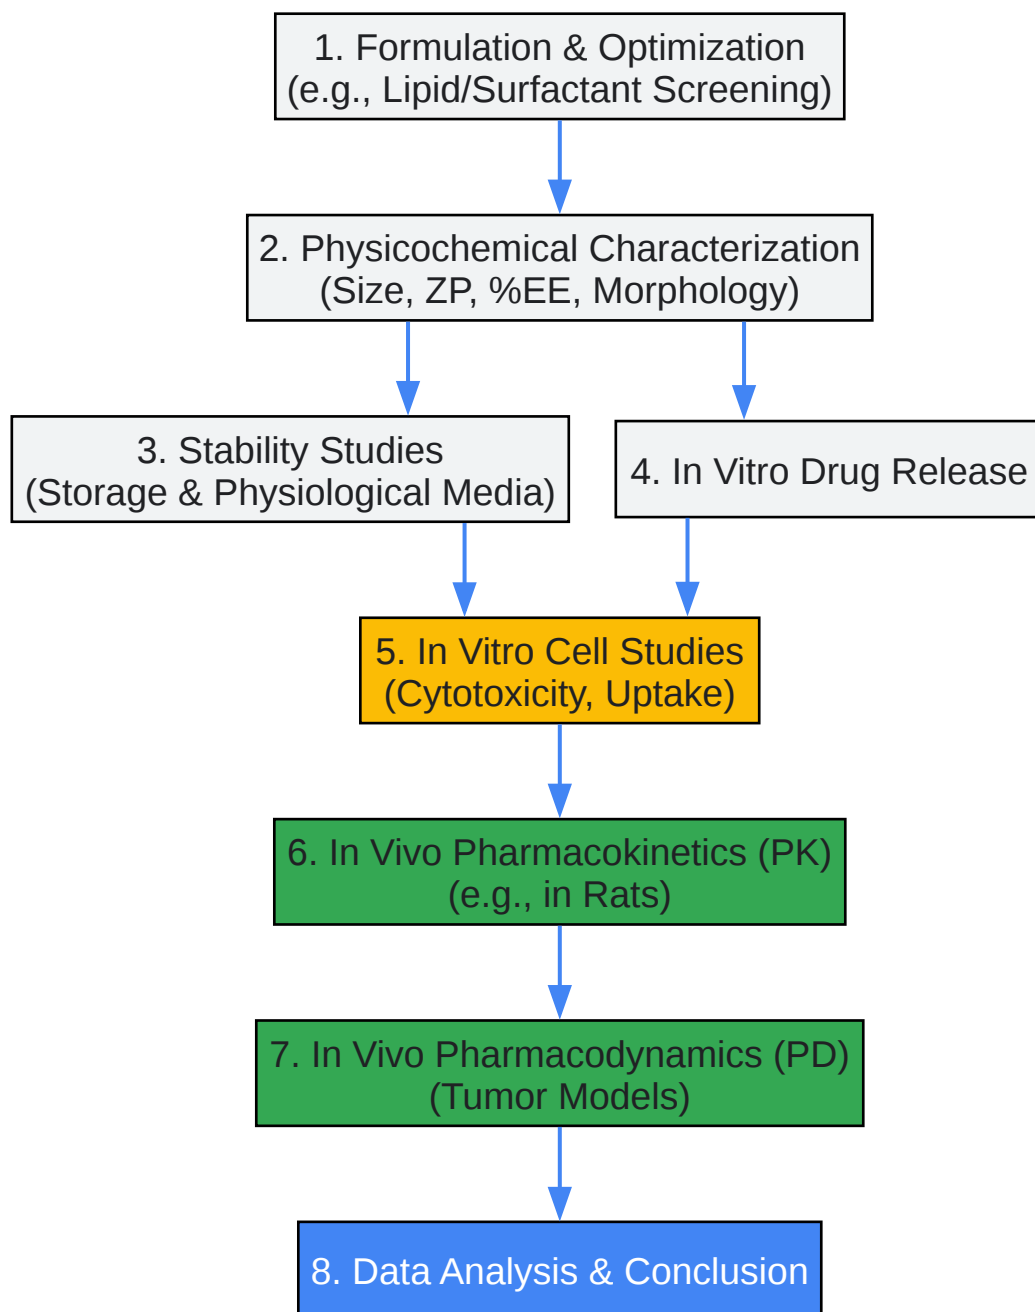 1. Formulation & Optimization
(e.g., Lipid/Surfactant Screening)
2. Physicochemical Characterization
(Size, ZP, %EE, Morphology)
3. Stability Studies
(Storage & Physiological Media)
4. In Vitro Drug Release
5. In Vitro Cell Studies
(Cytotoxicity, Uptake)
6. In Vivo Pharmacokinetics (PK)
(e.g., in Rats)
7. In Vivo Pharmacodynamics (PD)
(Tumor Models)
8. Data Analysis & Conclusion